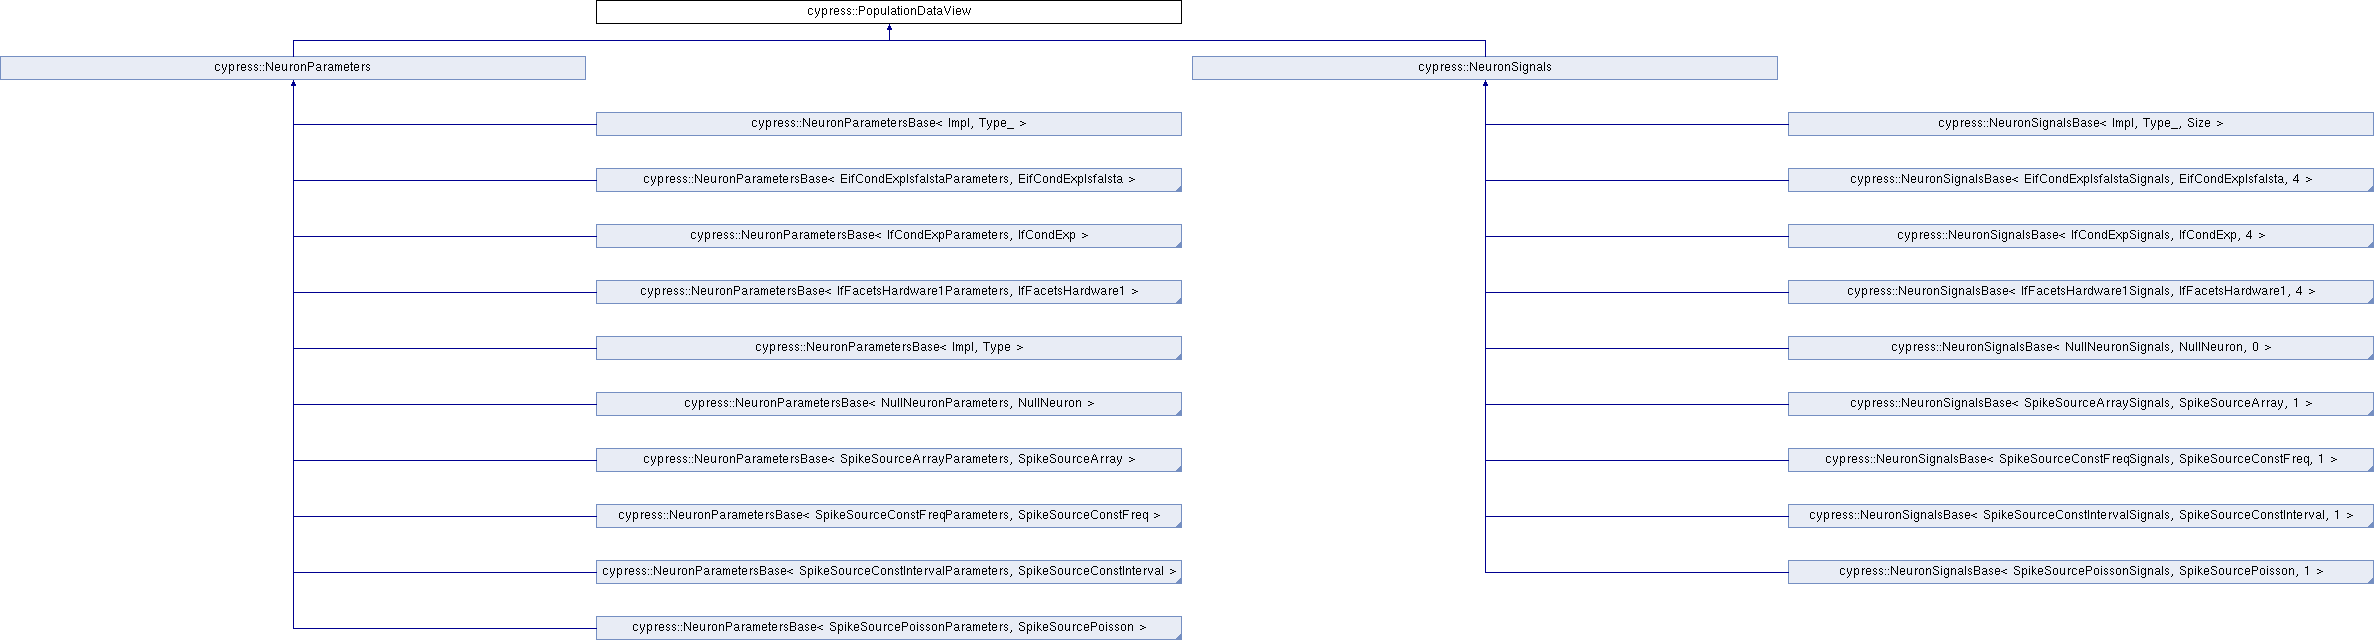 cypress::PopulationDataView
cypress::NeuronParameters
cypress::NeuronSignals
cypress::NeuronParametersBase< Impl, Type_ >
cypress::NeuronSignalsBase< Impl, Type_, Size >
cypress::NeuronParametersBase< EifCondExpIsfaIstaParameters, EifCondExpIsfaIsta >
cypress::NeuronSignalsBase< EifCondExpIsfaIstaSignals, EifCondExpIsfaIsta, 4 >
cypress::NeuronParametersBase< IfCondExpParameters, IfCondExp >
cypress::NeuronSignalsBase< IfCondExpSignals, IfCondExp, 4 >
cypress::NeuronParametersBase< IfFacetsHardware1Parameters, IfFacetsHardware1 >
cypress::NeuronSignalsBase< IfFacetsHardware1Signals, IfFacetsHardware1, 4 >
cypress::NeuronParametersBase< Impl, Type >
cypress::NeuronSignalsBase< NullNeuronSignals, NullNeuron, 0 >
cypress::NeuronParametersBase< NullNeuronParameters, NullNeuron >
cypress::NeuronSignalsBase< SpikeSourceArraySignals, SpikeSourceArray, 1 >
cypress::NeuronParametersBase< SpikeSourceArrayParameters, SpikeSourceArray >
cypress::NeuronSignalsBase< SpikeSourceConstFreqSignals, SpikeSourceConstFreq, 1 >
cypress::NeuronParametersBase< SpikeSourceConstFreqParameters, SpikeSourceConstFreq >
cypress::NeuronSignalsBase< SpikeSourceConstIntervalSignals, SpikeSourceConstInterval, 1 >
cypress::NeuronParametersBase< SpikeSourceConstIntervalParameters, SpikeSourceConstInterval >
cypress::NeuronSignalsBase< SpikeSourcePoissonSignals, SpikeSourcePoisson, 1 >
cypress::NeuronParametersBase< SpikeSourcePoissonParameters, SpikeSourcePoisson >